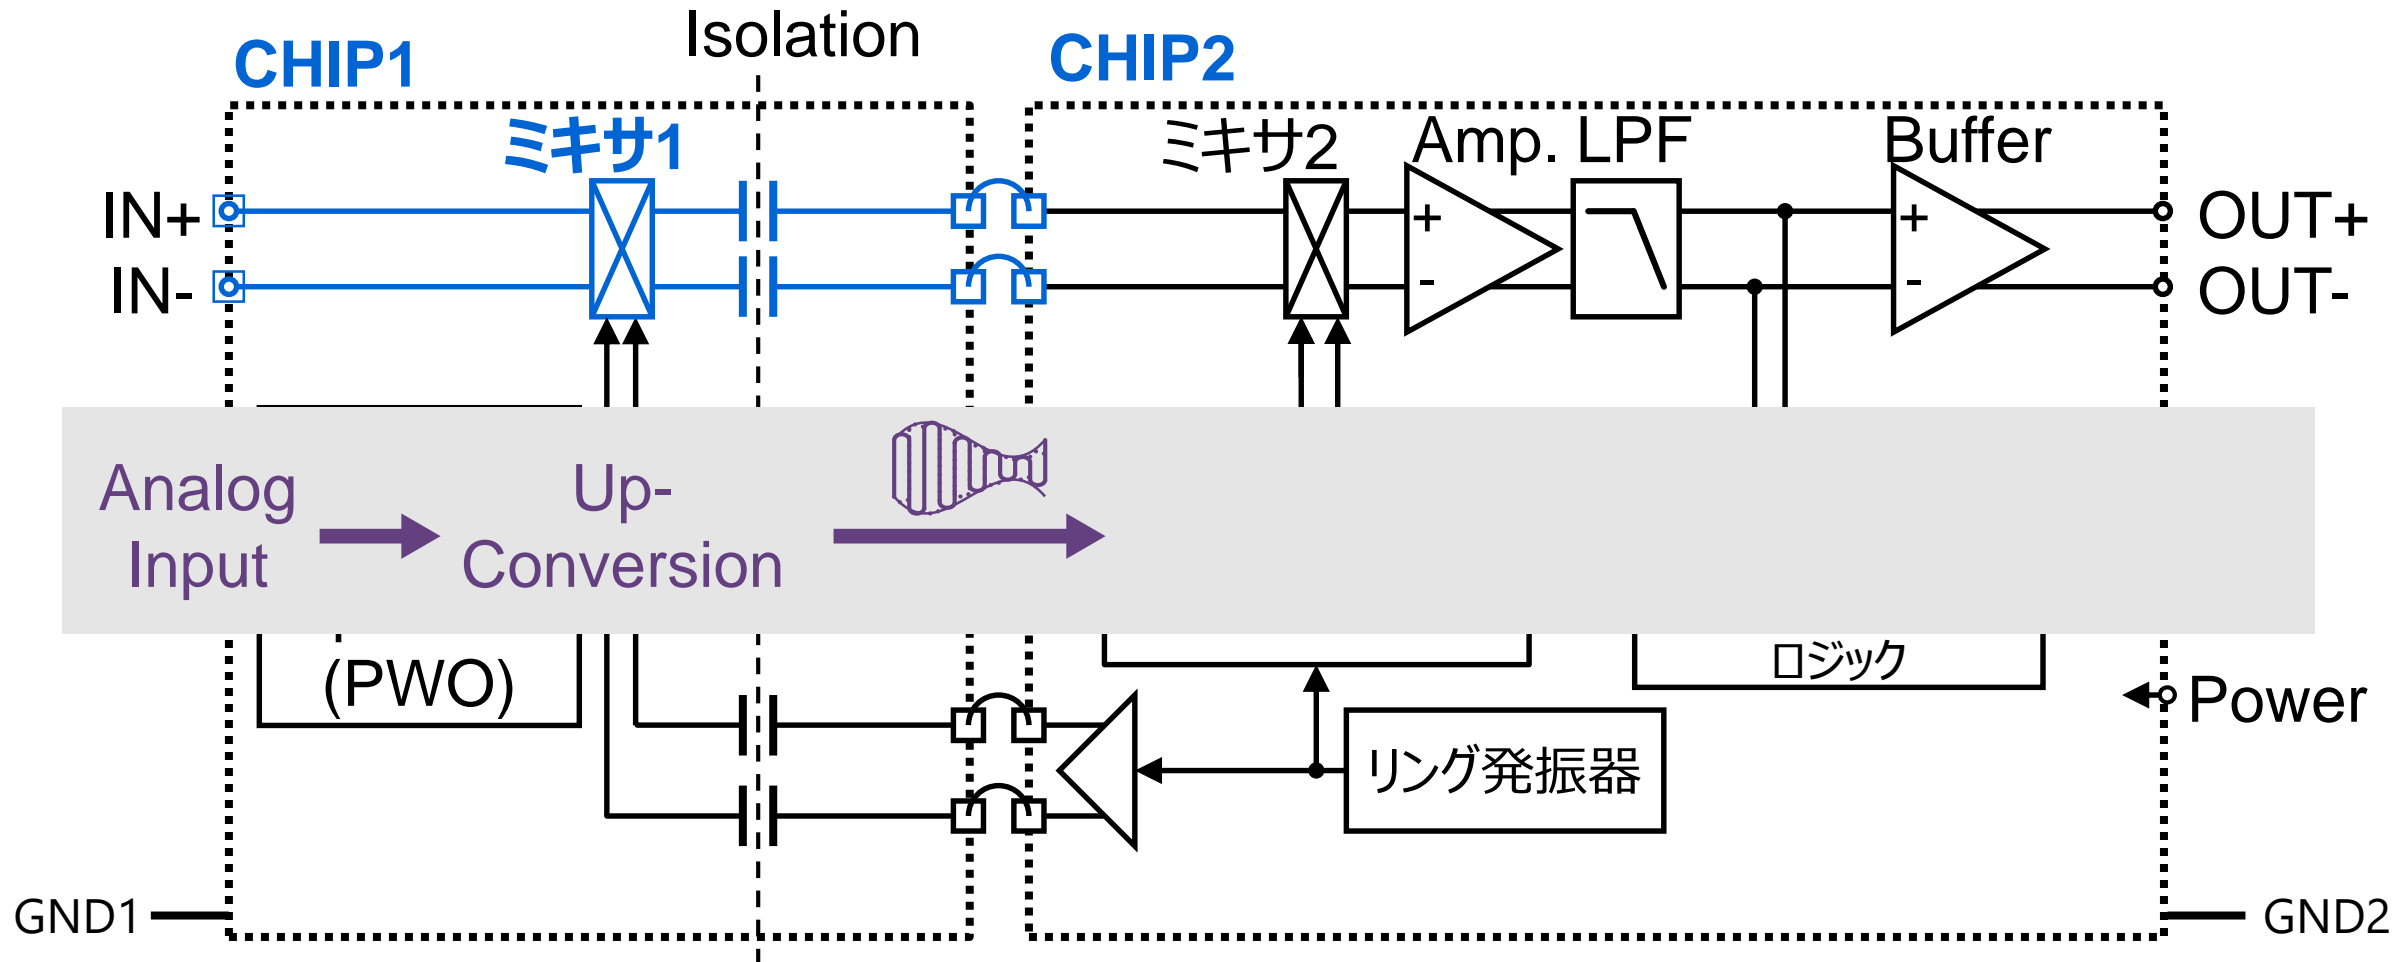 Isolation
CHIP1
CHIP2
ミキサ1
ミキサ2
Amp.
LPF
Buffer
IN+
IN-
+
-
+
-
OUT+
OUT-
Analog
Input
Up-
Conversion
(PWO)
ロジック
Power
リング発振器
GND1
GND2